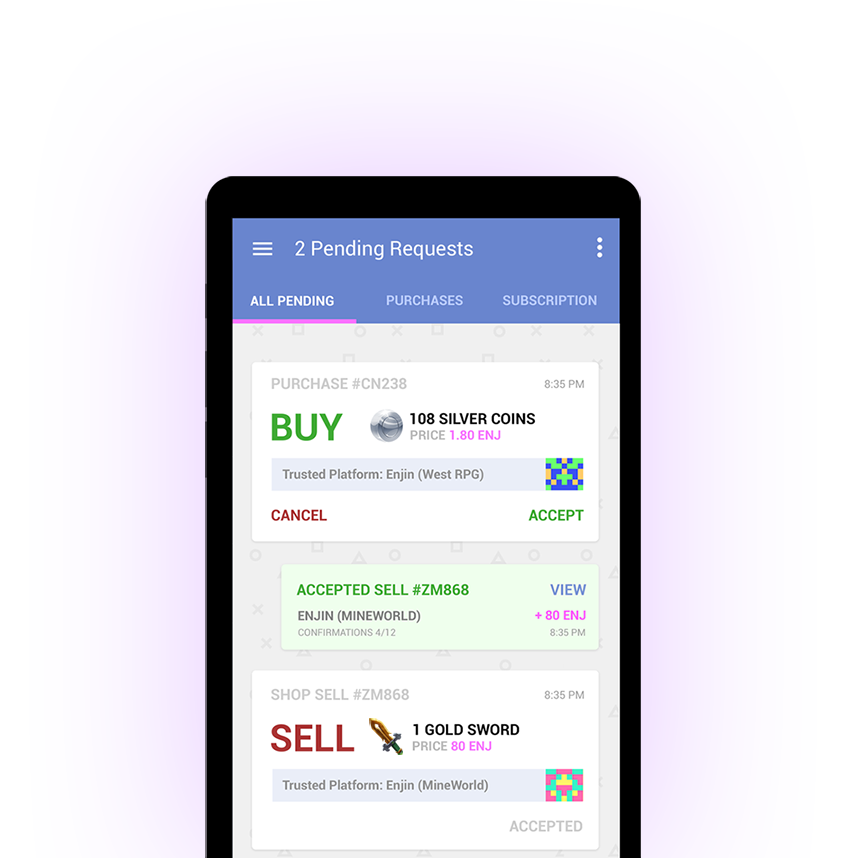 2 Pending Requests
ALL PENDING PURCHASES SUBSCRIPTION
PURCHASE #CN238 8:35 PM
BUY 108 SILVER COINS
PRICE 1.80 ENJ
Trusted Platform: Enjin (West RPG)
CANCEL ACCEPT
ACCEPTED SELL #ZM868 VIEW
ENJIN (MINEWORLD) + 80 ENJ
CONFIRMATIONS 4/12 8:35 PM
SHOP SELL #ZM868 8:35 PM
SELL 1 GOLD SWORD
PRICE 80 ENJ
Trusted Platform: Enjin (MineWorld)
ACCEPTED